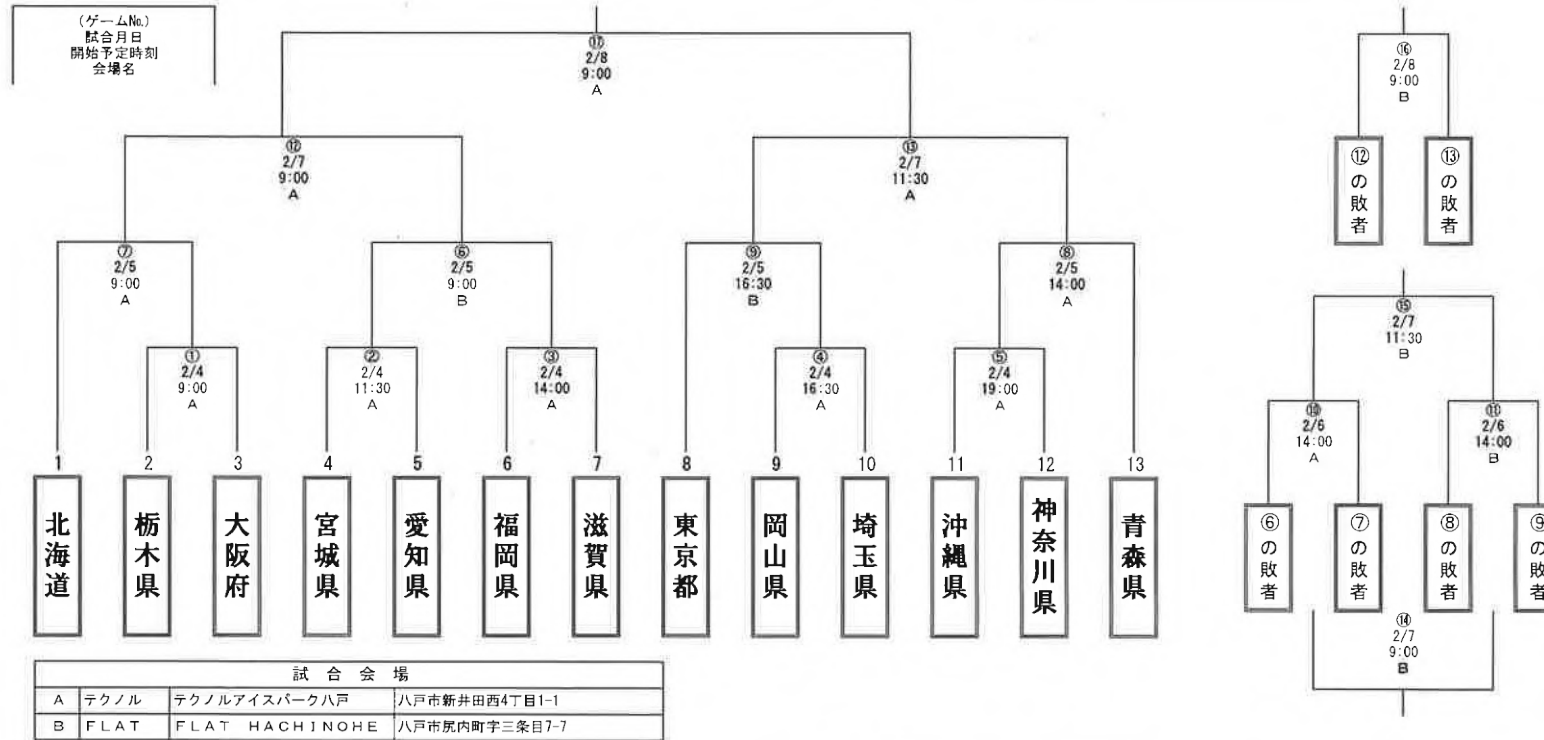 (ゲームNo.)
試合月日
開始予定時刻
会場名
⑰
2/8
9:00
A
⑫
2/7
9:00
A
⑬
2/7
11:30
A
⑦
2/5
9:00
A
⑥
2/5
9:00
B
⑨
2/5
16:30
B
⑧
2/5
14:00
A
①
2/4
9:00
A
②
2/4
11:30
A
③
2/4
14:00
A
④
2/4
16:30
A
⑤
2/4
19:00
A
1 2 3 4 5 6 7 8 9 10 11 12 13
北海道
栃木県
大阪府
宮城県
愛知県
福岡県
滋賀県
東京都
岡山県
埼玉県
沖縄県
神奈川県
青森県
試合会場
A テクノル テクノルアイスパーク八戸 八戸市新井田西4丁目1-1
B FLAT FLAT HACHINOHE 八戸市尻内町字三条目7-7
⑯
2/8
9:00
B
⑫の敗者
⑬の敗者
⑮
2/7
11:30
B
⑩
2/6
14:00
A
⑪
2/6
14:00
B
⑥の敗者
⑦の敗者
⑧の敗者
⑨の敗者
⑭
2/7
9:00
B